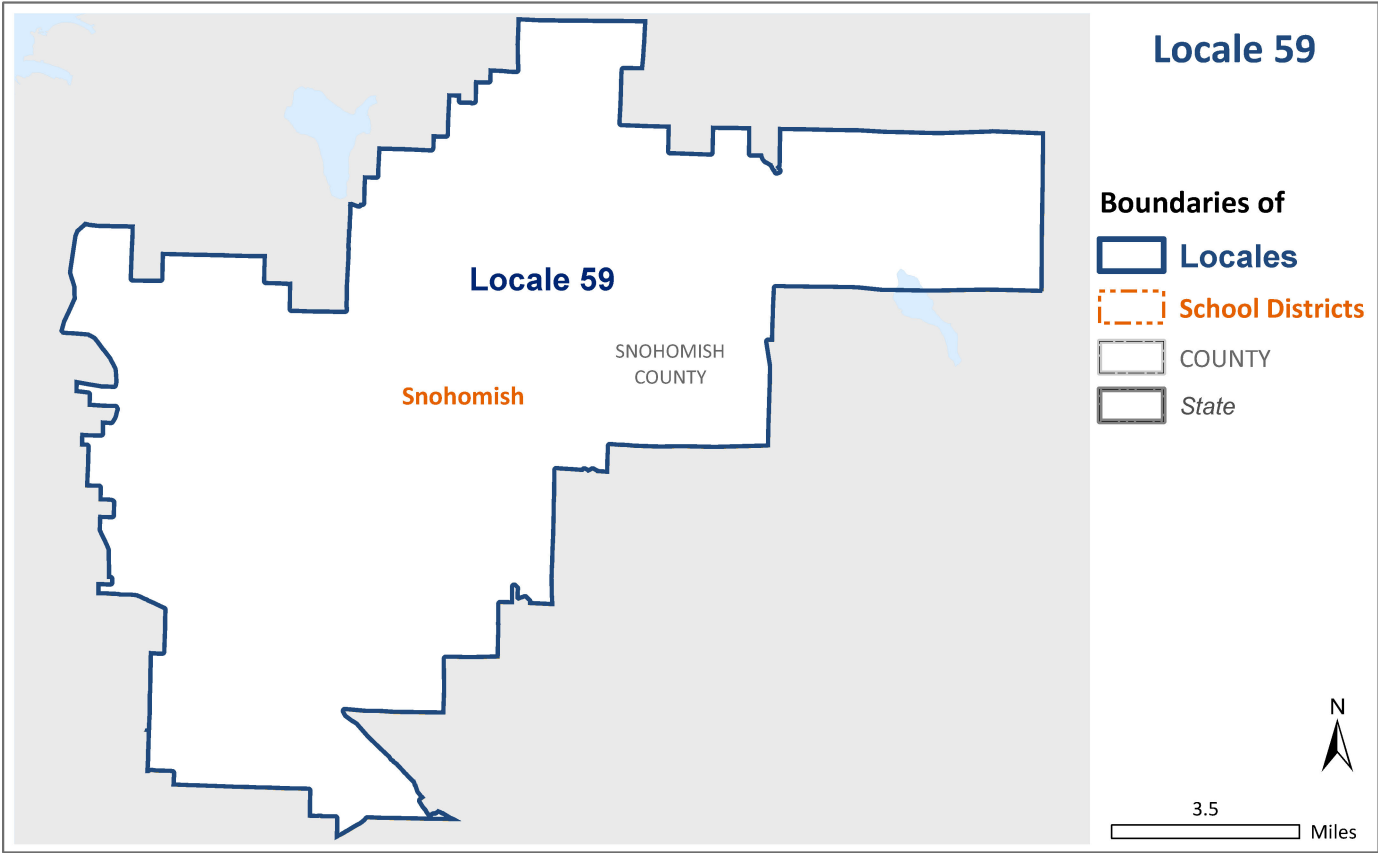 Locale 59
Locale 59
SNOHOMISH
COUNTY
Snohomish
Boundaries of
Locales
School Districts
COUNTY
State
N
3.5
Miles